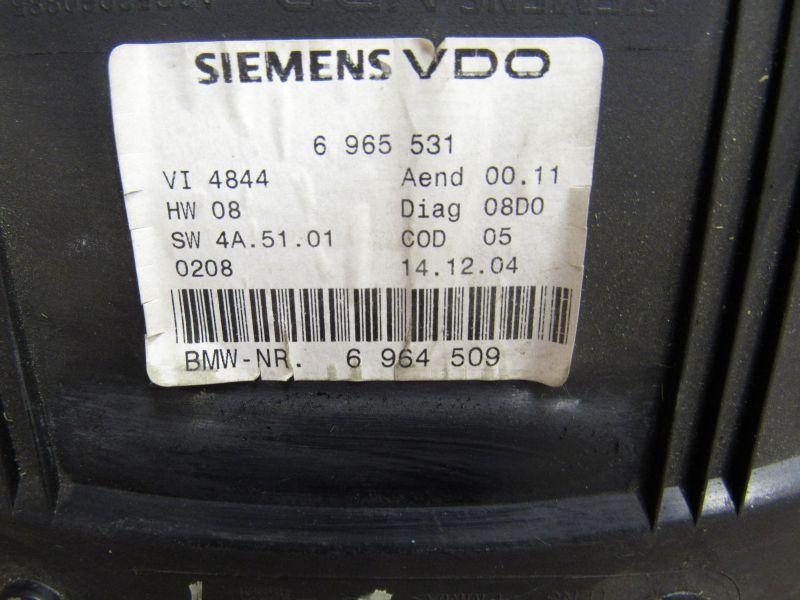 SIEMENS VDO
6 965 531
VI 4844 Aend 00.11
HW 08 Diag 08D0
SW 4A.51.01 COD 05
0208 14.12.04
BMW-NR. 6 964 509